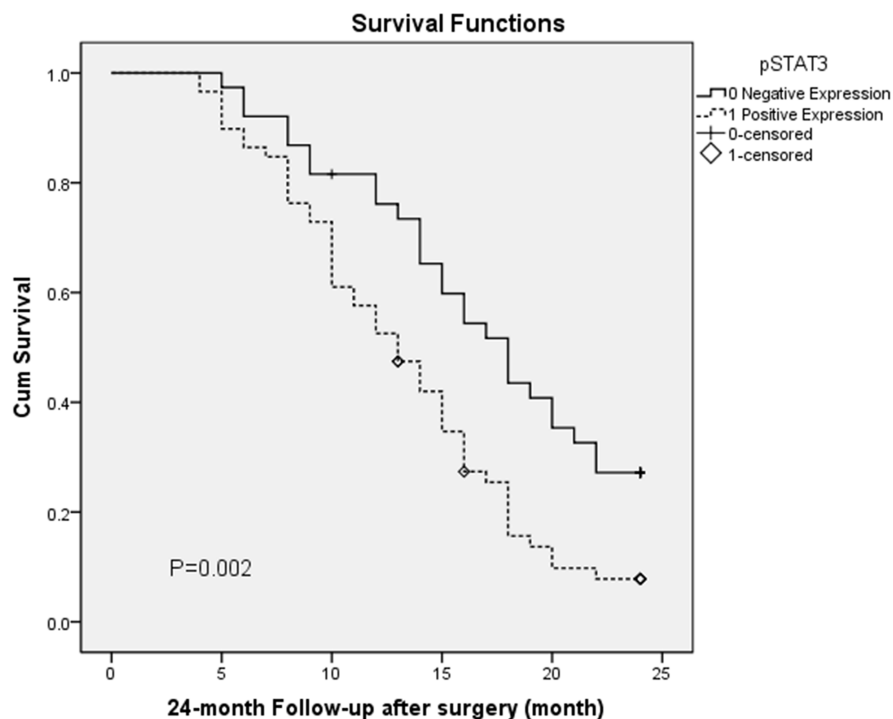 Survival Functions
pSTAT3
0 Negative Expression
1 Positive Expression
0-censored
1-censored
Cum Survival
1.0
0.8
0.6
0.4
0.2
0.0
P=0.002
0 5 10 15 20 25
24-month Follow-up after surgery (month)